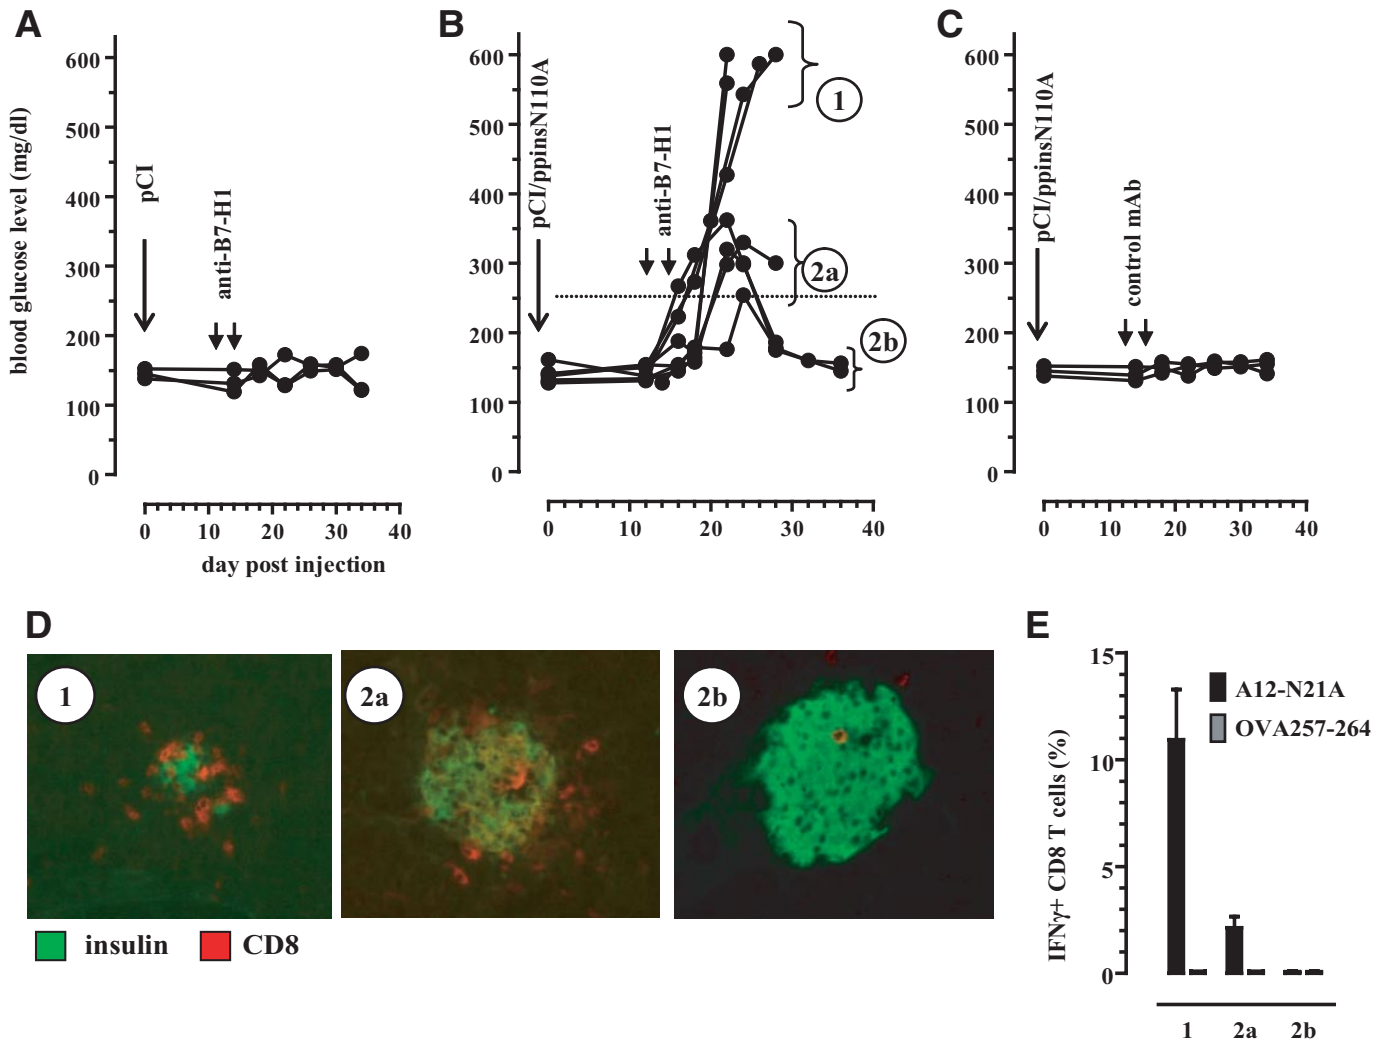 A
blood glucose level (mg/dl)
600
500
400
300
200
100
0
pCI
anti-B7-H1
0 10 20 30 40
day post injection
B
600
500
400
300
200
100
0
pCI/ppinsN110A
anti-B7-H1
1
2a
2b
0 10 20 30 40
C
600
500
400
300
200
100
0
pCI/ppinsN110A
control mAb
0 10 20 30 40
D
1
2a
2b
insulin CD8
E
IFNγ+ CD8 T cells (%)
15
10
5
0
A12-N21A
OVA257-264
1 2a 2b